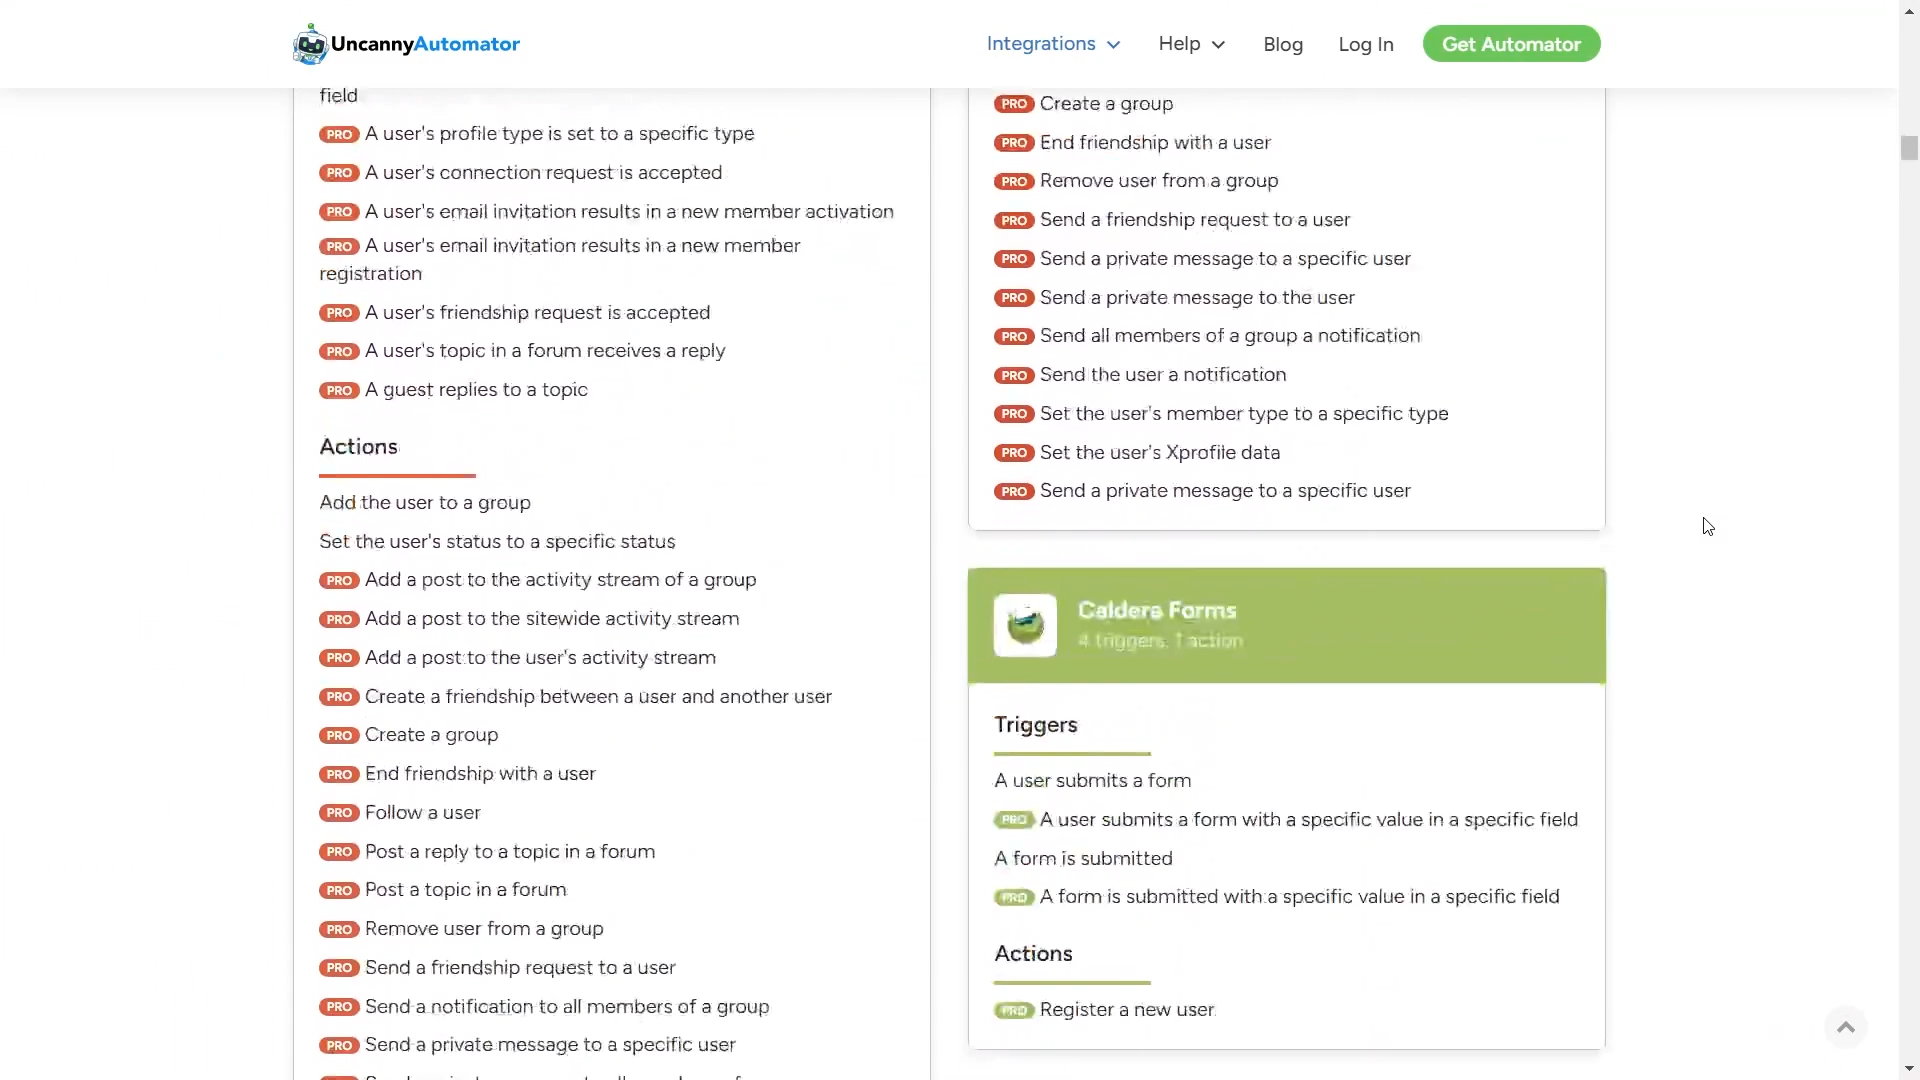 UncannyAutomator
Integrations
Help
Blog
Log In
Get Automator
field
PRO A user's profile type is set to a specific type
PRO A user's connection request is accepted
PRO A user's email invitation results in a new member activation
PRO A user's email invitation results in a new member
registration
PRO A user's friendship request is accepted
PRO A user's topic in a forum receives a reply
PRO A guest replies to a topic
Actions
Add the user to a group
Set the user's status to a specific status
PRO Add a post to the activity stream of a group
PRO Add a post to the sitewide activity stream
PRO Add a post to the user's activity stream
PRO Create a friendship between a user and another user
PRO Create a group
PRO End friendship with a user
PRO Follow a user
PRO Post a reply to a topic in a forum
PRO Post a topic in a forum
PRO Remove user from a group
PRO Send a friendship request to a user
PRO Send a notification to all members of a group
PRO Send a private message to a specific user
PRO Create a group
PRO End friendship with a user
PRO Remove user from a group
PRO Send a friendship request to a user
PRO Send a private message to a specific user
PRO Send a private message to the user
PRO Send all members of a group a notification
PRO Send the user a notification
PRO Set the user's member type to a specific type
PRO Set the user's Xprofile data
PRO Send a private message to a specific user
Caldera Forms
4 triggers, 1 action
Triggers
A user submits a form
PRO A user submits a form with a specific value in a specific field
A form is submitted
PRO A form is submitted with a specific value in a specific field
Actions
PRO Register a new user